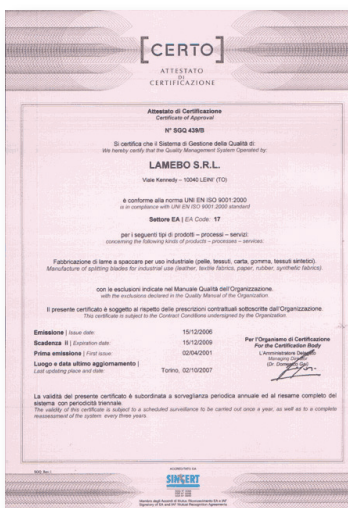 [CERTO]
ATTESTATO
DI
CERTIFICAZIONE
Attestato di Certificazione
Certificate of Approval
N° SGQ 439/B
Si certifica che il Sistema di Gestione della Qualità di:
We hereby certify that the Quality Management System Operated by:
LAMEBO S.R.L.
Viale Kennedy – 10040 LEINI' (TO)
è conforme alla norma UNI EN ISO 9001:2000
is in compliance with UNI EN ISO 9001:2000 standard
Settore EA | EA Code: 17
per i seguenti tipi di prodotti – processi – servizi:
concerning the following kinds of products – processes – services:
Fabbricazione di lame a spaccare per uso industriale (pelle, tessuti, carta, gomma, tessuti sintetici).
Manufacture of splitting blades for industrial use (leather, textile fabrics, paper, rubber, synthetic fabrics).
con le esclusioni indicate nel Manuale Qualità dell'Organizzazione.
with the exclusions declared in the Quality Manual of the Organization.
Il presente certificato è soggetto al rispetto delle prescrizioni contrattuali sottoscritte dall'Organizzazione:
This certificate is subject to the Contract Conditions undersigned by the Organization
Emissione | Issue date: 15/12/2006
Scadenza il | Expiration date: 15/12/2009
Prima emissione | First issue: 02/04/2001
Luogo e data ultimo aggiornamento |
Last updating place and date: Torino, 02/10/2007
Per l'Organismo di Certificazione
For the Certification Body
L'Amministratore Delegato
Managing Director
La validità del presente certificato è subordinata a sorveglianza periodica annuale ed al riesame completo del
sistema con periodicità triennale.
The validity of this certificate is subject to a scheduled surveillance to be carried out once a year, as well as to a complete
reassessment of the system every three years.
SINCERT